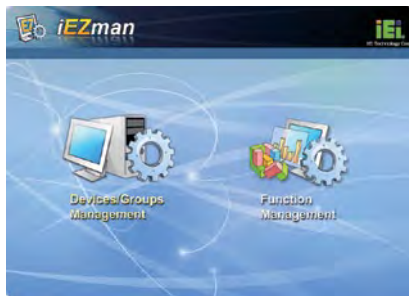 iEZman
iEi
Devices/Groups
Management
Function
Management